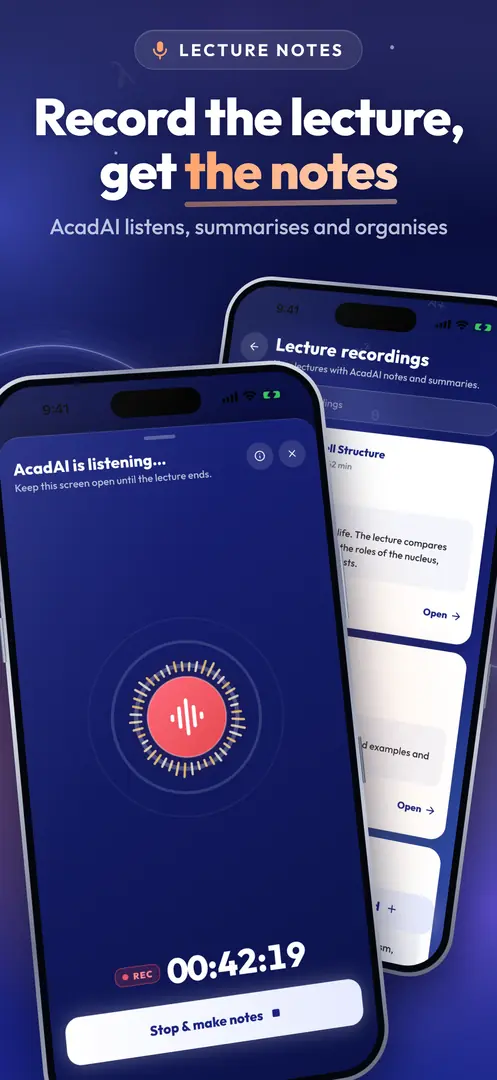 LECTURE NOTES
Record the lecture,
get the notes
AcadAI listens, summarises and organises
9:41
Lecture recordings
lectures with AcadAI notes and summaries.
Structure
min
life. The lecture compares
the roles of the nucleus,
Open →
examples and
Open →
+
9:41
AcadAI is listening...
Keep this screen open until the lecture ends.
REC
00:42:19
Stop & make notes